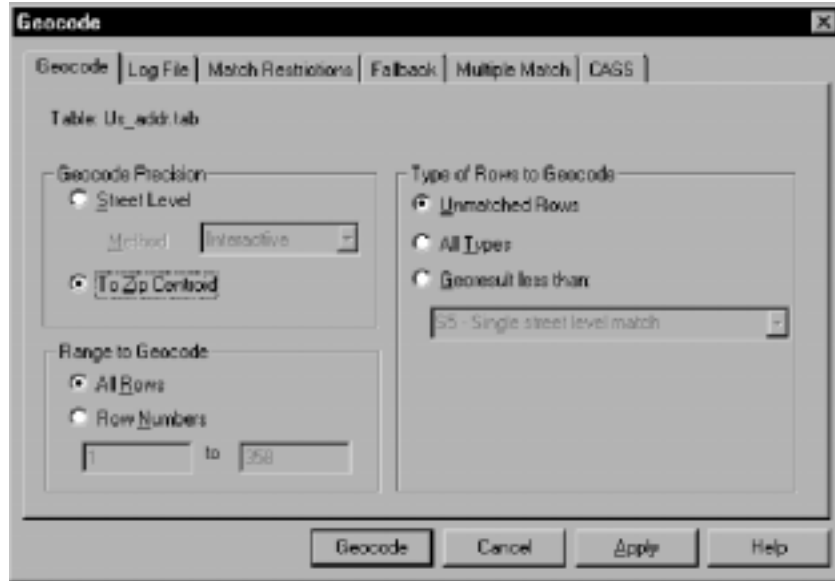 Geocode
Geocode Log File Match Restrictions Fallback Multiple Match CASS
Table: Us_addr.tab
Geocode Precision
Street Level
Method Interactive
To Zip Centroid
Range to Geocode
All Rows
Row Numbers
1 to 358
Type of Rows to Geocode
Unmatched Rows
All Types
Georesult less than:
S5 - Single street level match
Geocode Cancel Apply Help